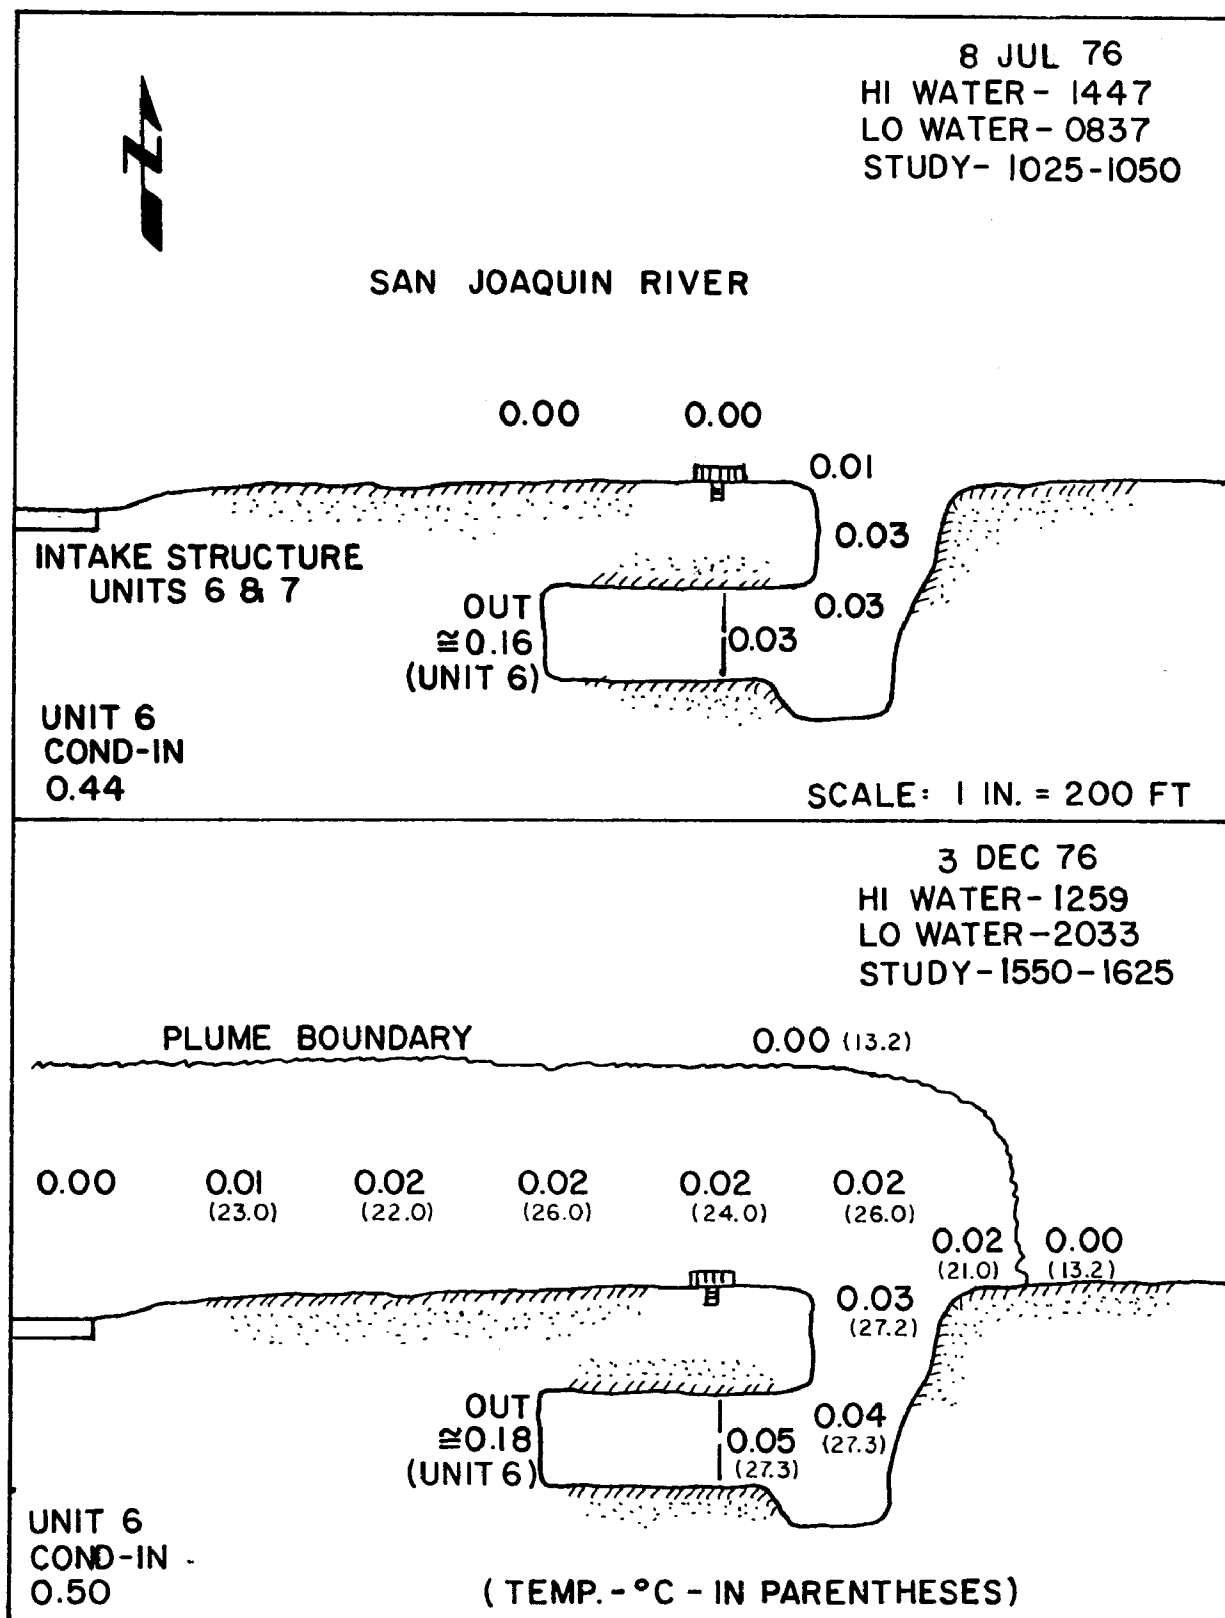 8 JUL 76
HI WATER - 1447
LO WATER - 0837
STUDY - 1025-1050
N
SAN JOAQUIN RIVER
0.00 0.00
0.01
0.03
INTAKE STRUCTURE
UNITS 6 & 7
0.03
OUT
≅0.16
(UNIT 6)
0.03
UNIT 6
COND-IN
0.44
SCALE: 1 IN. = 200 FT
3 DEC 76
HI WATER - 1259
LO WATER - 2033
STUDY - 1550-1625
PLUME BOUNDARY
0.00 (13.2)
0.00 0.01 0.02 0.02 0.02 0.02
(23.0) (22.0) (26.0) (24.0) (26.0)
0.02 0.00
(21.0) (13.2)
0.03
(27.2)
OUT
≅0.18
(UNIT 6)
0.04
(27.3)
0.05
(27.3)
UNIT 6
COND-IN
0.50
(TEMP. - °C - IN PARENTHESES)